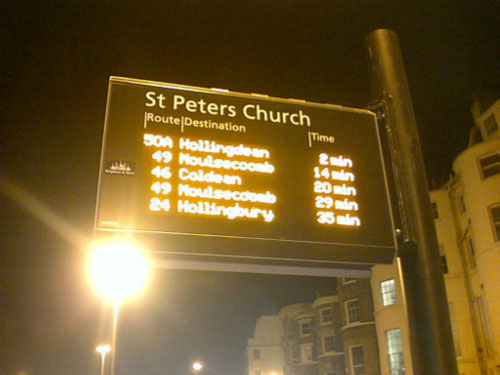 St Peters Church
Route Destination Time
50A Hollingdean 2 min
49 Moulsecoomb 14 min
46 Coldean 20 min
49 Moulsecoomb 29 min
24 Hollingbury 35 min